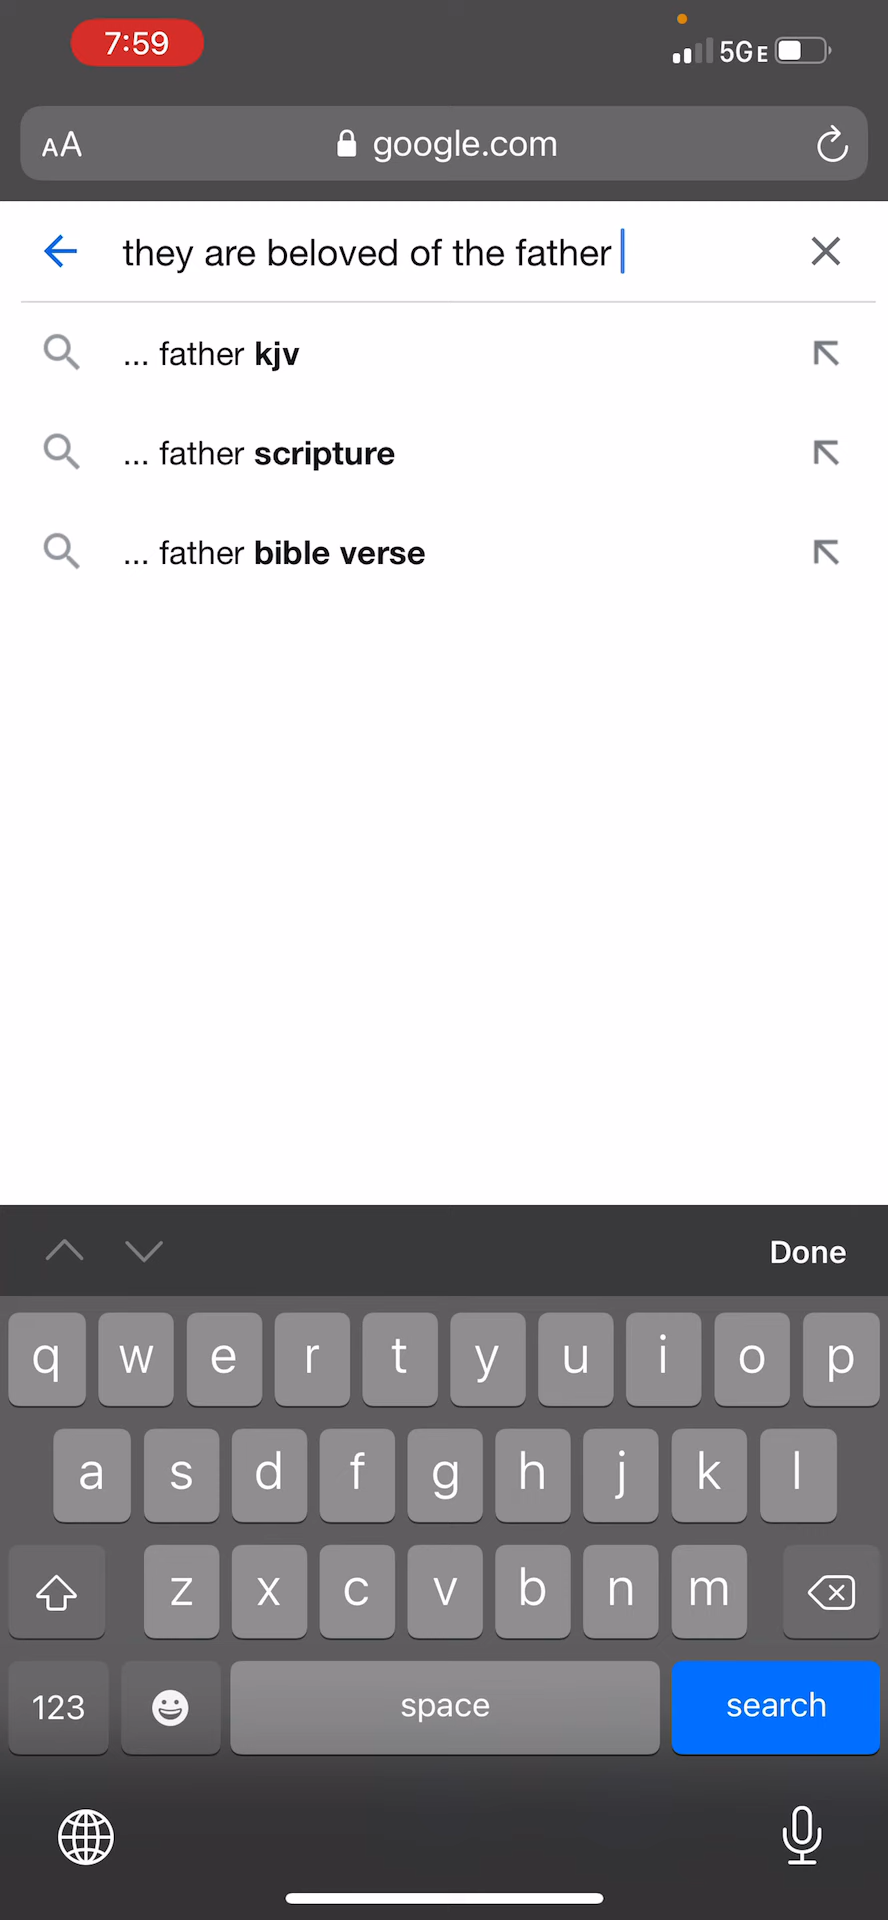 7:59
5GE
AA
google.com
they are beloved of the father
... father kjv
... father scripture
... father bible verse
Done
q w e r t y u i o p
a s d f g h j k l
z x c v b n m
123
space
search